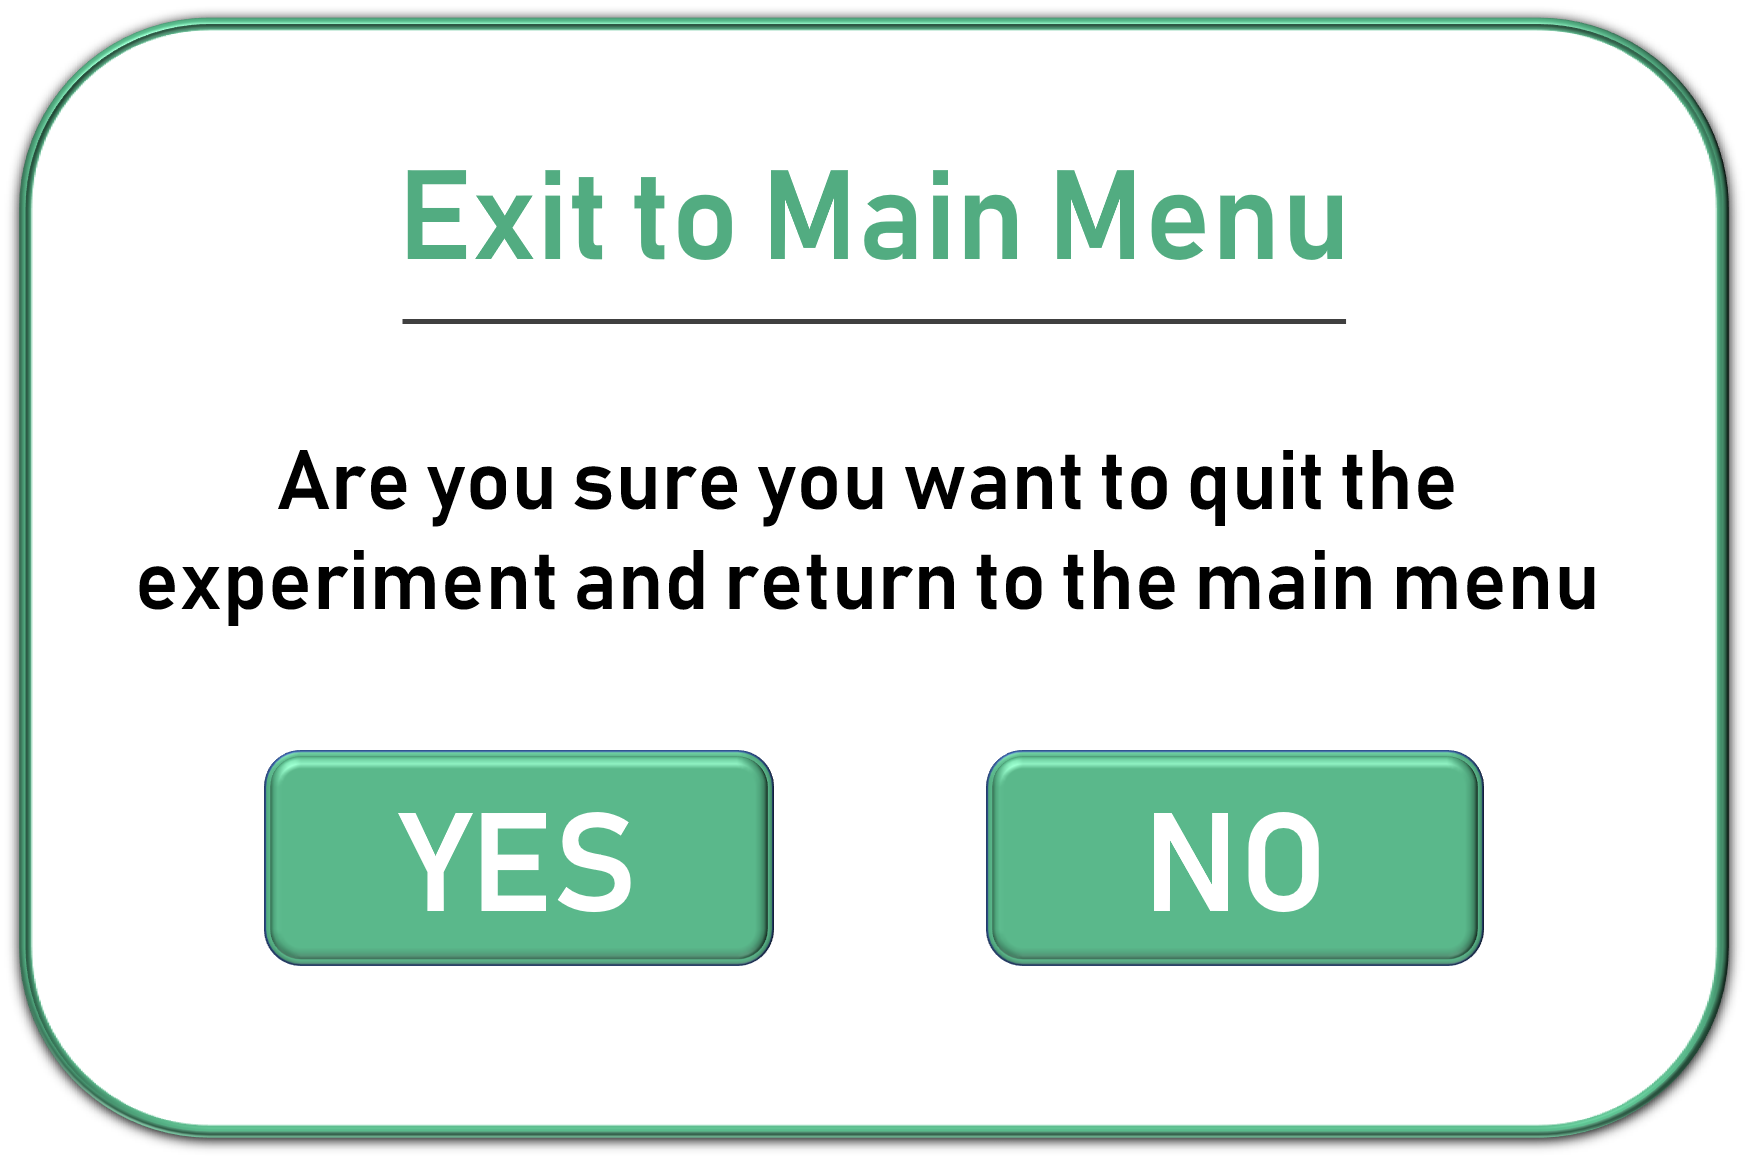 Exit to Main Menu
Are you sure you want to quit the
experiment and return to the main menu
YES
NO